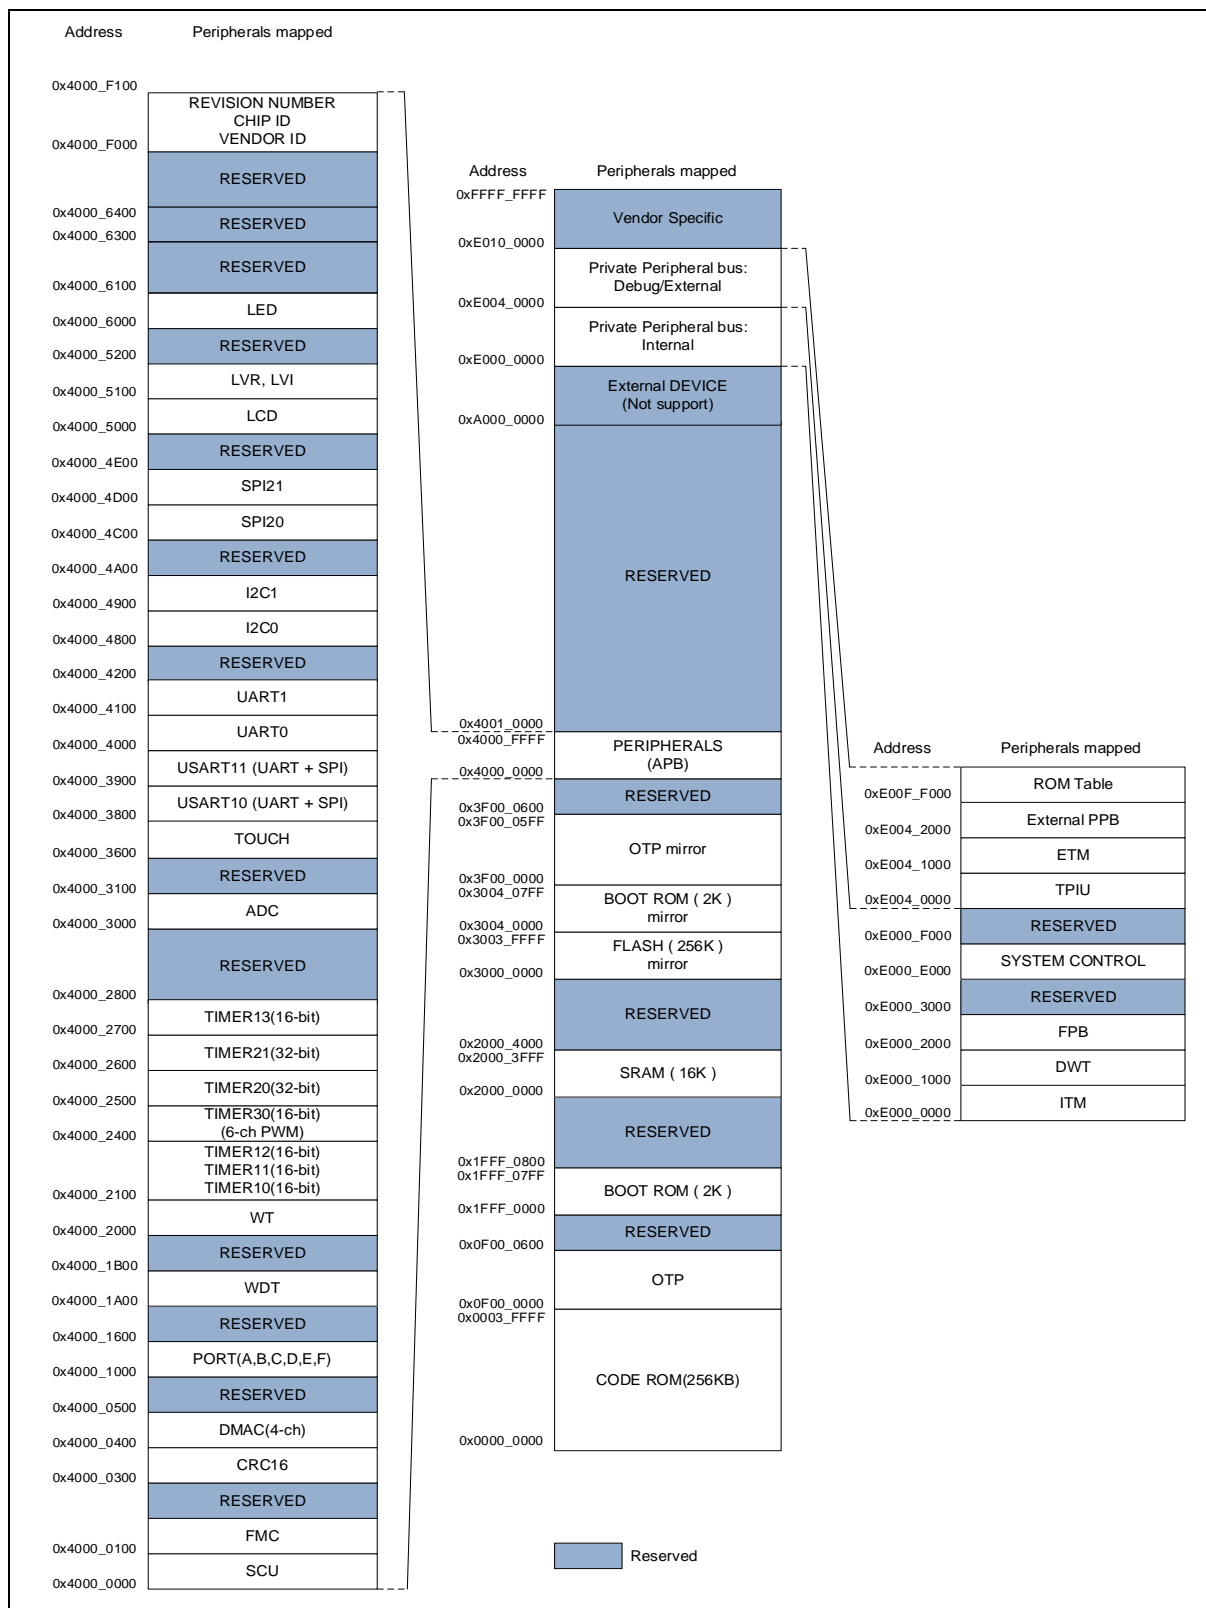 Address Peripherals mapped
0x4000_F100
REVISION NUMBER
CHIP ID
VENDOR ID
0x4000_F000
RESERVED
0x4000_6400
RESERVED
0x4000_6300
RESERVED
0x4000_6100
LED
0x4000_6000
RESERVED
0x4000_5200
LVR, LVI
0x4000_5100
LCD
0x4000_5000
RESERVED
0x4000_4E00
SPI21
0x4000_4D00
SPI20
0x4000_4C00
RESERVED
0x4000_4A00
I2C1
0x4000_4900
I2C0
0x4000_4800
RESERVED
0x4000_4200
UART1
0x4000_4100
UART0
0x4000_4000
USART11 (UART + SPI)
0x4000_3900
USART10 (UART + SPI)
0x4000_3800
TOUCH
0x4000_3600
RESERVED
0x4000_3100
ADC
0x4000_3000
RESERVED
0x4000_2800
TIMER13(16-bit)
0x4000_2700
TIMER21(32-bit)
0x4000_2600
TIMER20(32-bit)
0x4000_2500
TIMER30(16-bit)
(6-ch PWM)
0x4000_2400
TIMER12(16-bit)
TIMER11(16-bit)
TIMER10(16-bit)
0x4000_2100
WT
0x4000_2000
RESERVED
0x4000_1B00
WDT
0x4000_1A00
RESERVED
0x4000_1600
PORT(A,B,C,D,E,F)
0x4000_1000
RESERVED
0x4000_0500
DMAC(4-ch)
0x4000_0400
CRC16
0x4000_0300
RESERVED
FMC
0x4000_0100
SCU
0x4000_0000
Address Peripherals mapped
0xFFFF_FFFF
Vendor Specific
0xE010_0000
Private Peripheral bus:
Debug/External
0xE004_0000
Private Peripheral bus:
Internal
0xE000_0000
External DEVICE
(Not support)
0xA000_0000
RESERVED
0x4001_0000
0x4000_FFFF
PERIPHERALS
(APB)
0x4000_0000
RESERVED
0x3F00_0600
0x3F00_05FF
OTP mirror
0x3F00_0000
0x3004_07FF
BOOT ROM ( 2K )
mirror
0x3004_0000
0x3003_FFFF
FLASH ( 256K )
mirror
0x3000_0000
RESERVED
0x2000_4000
0x2000_3FFF
SRAM ( 16K )
0x2000_0000
RESERVED
0x1FFF_0800
0x1FFF_07FF
BOOT ROM ( 2K )
0x1FFF_0000
RESERVED
0x0F00_0600
OTP
0x0F00_0000
0x0003_FFFF
CODE ROM(256KB)
0x0000_0000
Reserved
Address Peripherals mapped
ROM Table
0xE00F_F000
External PPB
0xE004_2000
ETM
0xE004_1000
TPIU
0xE004_0000
RESERVED
0xE000_F000
SYSTEM CONTROL
0xE000_E000
RESERVED
0xE000_3000
FPB
0xE000_2000
DWT
0xE000_1000
ITM
0xE000_0000